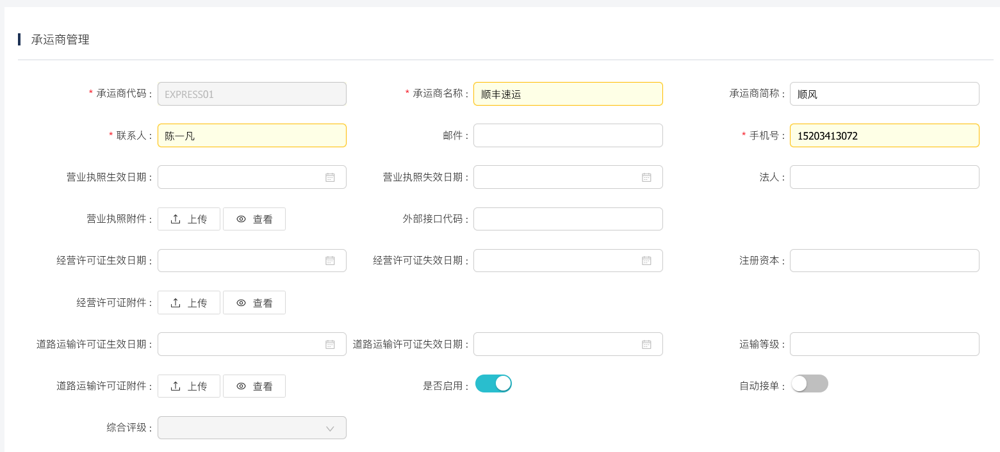 承运商管理
* 承运商代码 : EXPRESS01 * 承运商名称 : 顺丰速运 承运商简称 : 顺风
* 联系人 : 陈一凡 邮件 : * 手机号 : 15203413072
营业执照生效日期 : 营业执照失效日期 : 法人 :
营业执照附件 : 上传 查看 外部接口代码 :
经营许可证生效日期 : 经营许可证失效日期 : 注册资本 :
经营许可证附件 : 上传 查看
道路运输许可证生效日期 : 道路运输许可证失效日期 : 运输等级 :
道路运输许可证附件 : 上传 查看 是否启用 : 自动接单 :
综合评级 :